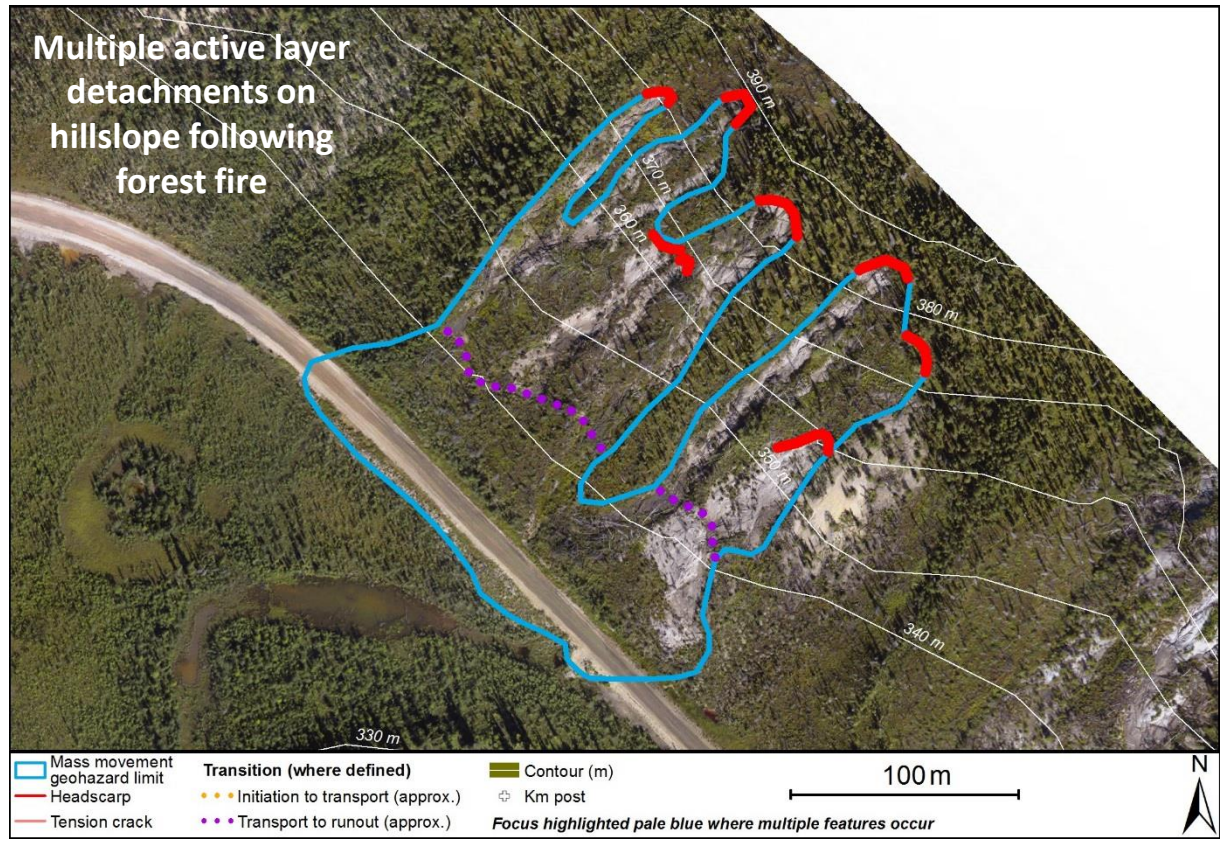 Multiple active layer
detachments on
hillslope following
forest fire
390 m
370 m
360 m
380 m
350 m
340 m
330 m
Mass movement
geohazard limit
Headscarp
Tension crack
Transition (where defined)
Initiation to transport (approx.)
Transport to runout (approx.)
Contour (m)
Km post
Focus highlighted pale blue where multiple features occur
100 m
N